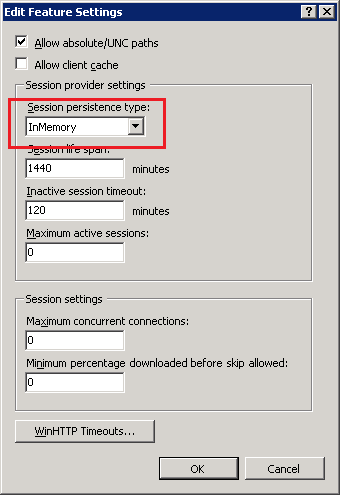 Edit Feature Settings
Allow absolute/UNC paths
Allow client cache
Session provider settings
Session persistence type:
InMemory
Session life span:
1440 minutes
Inactive session timeout:
120 minutes
Maximum active sessions:
0
Session settings
Maximum concurrent connections:
0
Minimum percentage downloaded before skip allowed:
0
WinHTTP Timeouts...
OK Cancel